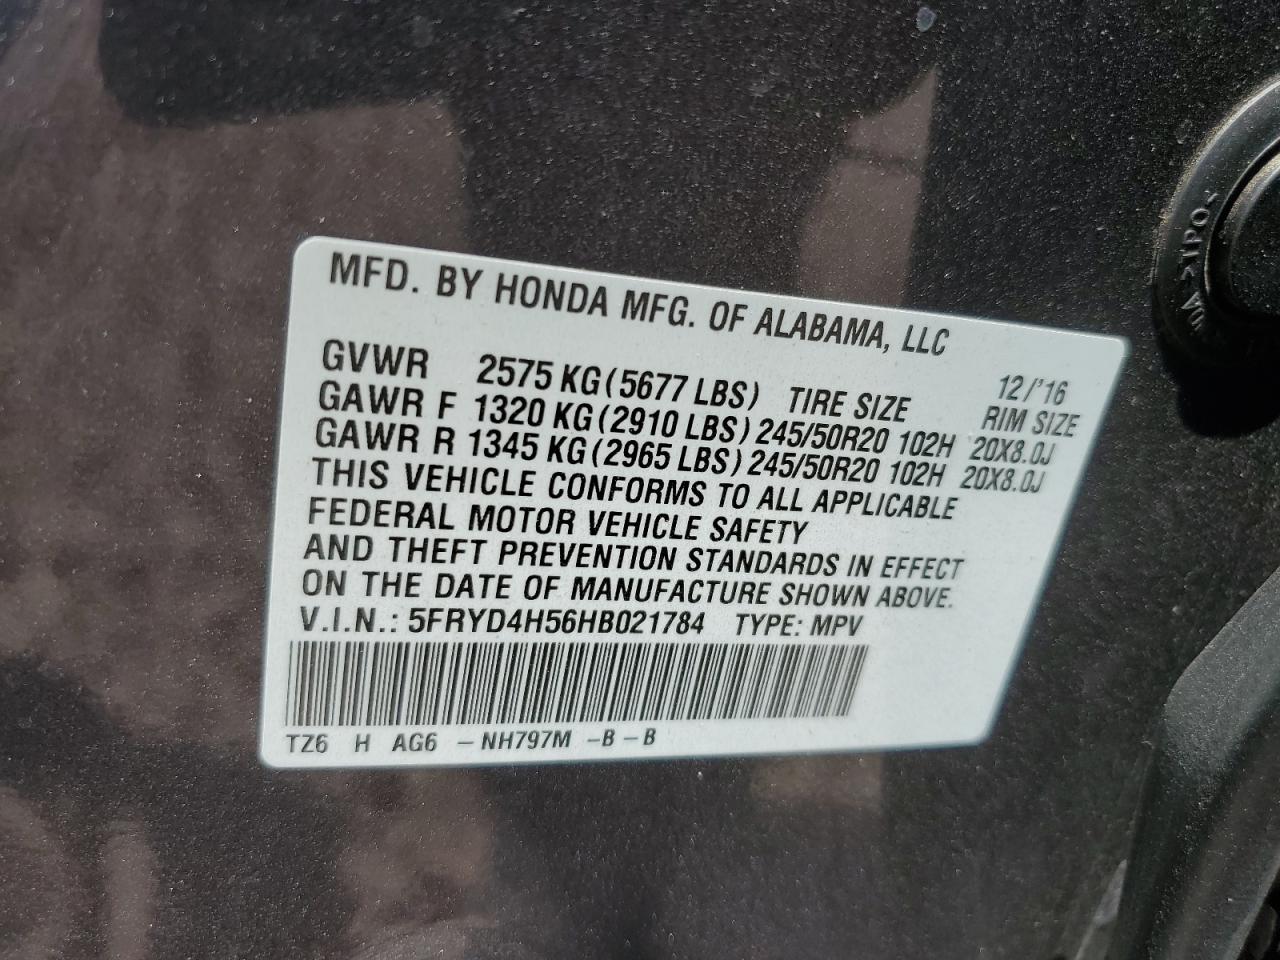 MFD. BY HONDA MFG. OF ALABAMA, LLC
12/'16
GVWR 2575 KG (5677 LBS) TIRE SIZE RIM SIZE
GAWR F 1320 KG (2910 LBS) 245/50R20 102H 20X8.0J
GAWR R 1345 KG (2965 LBS) 245/50R20 102H 20X8.0J
THIS VEHICLE CONFORMS TO ALL APPLICABLE
FEDERAL MOTOR VEHICLE SAFETY
AND THEFT PREVENTION STANDARDS IN EFFECT
ON THE DATE OF MANUFACTURE SHOWN ABOVE.
V.I.N.: 5FRYD4H56HB021784 TYPE: MPV
TZ6 H AG6 -NH797M -B-B
>TPO<